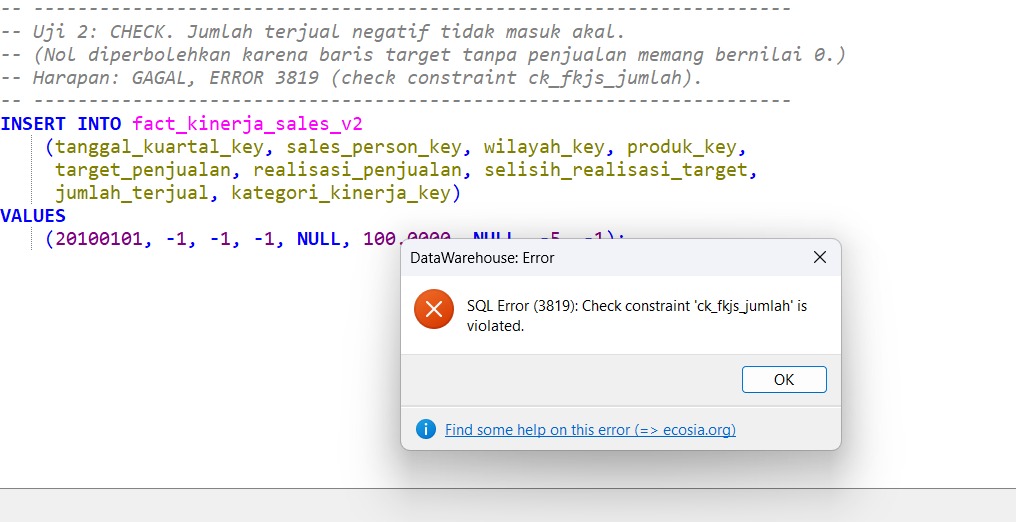 -- ----------------------------------------------------------------------
-- Uji 2: CHECK. Jumlah terjual negatif tidak masuk akal.
-- (Nol diperbolehkan karena baris target tanpa penjualan memang bernilai 0.)
-- Harapan: GAGAL, ERROR 3819 (check constraint ck_fkjs_jumlah).
-- ----------------------------------------------------------------------
INSERT INTO fact_kinerja_sales_v2
(tanggal_kuartal_key, sales_person_key, wilayah_key, produk_key,
target_penjualan, realisasi_penjualan, selisih_realisasi_target,
jumlah_terjual, kategori_kinerja_key)
VALUES
(20100101, -1, -1, -1, NULL, 100.0000, NULL, -5, -1);
DataWarehouse: Error
SQL Error (3819): Check constraint 'ck_fkjs_jumlah' is
violated.
OK
Find some help on this error (=> ecosia.org)